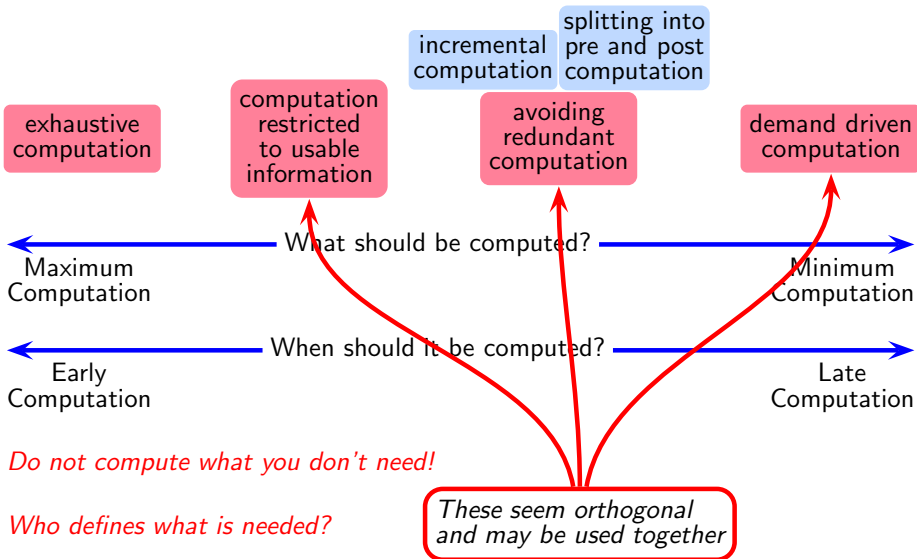 incremental
computation
splitting into
pre and post
computation
exhaustive
computation
computation
restricted
to usable
information
avoiding
redundant
computation
demand driven
computation
What should be computed?
Maximum
Computation
Minimum
Computation
When should it be computed?
Early
Computation
Late
Computation
Do not compute what you don't need!
Who defines what is needed?
These seem orthogonal
and may be used together